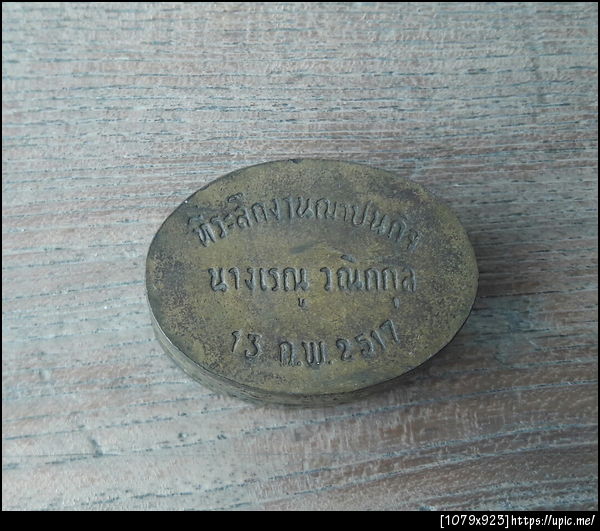 ที่ระลึกงานฌาปนกิจ
นางเรณู วณิกกุล
13 ก.พ. 2517
[1079x923]https://upic.me/